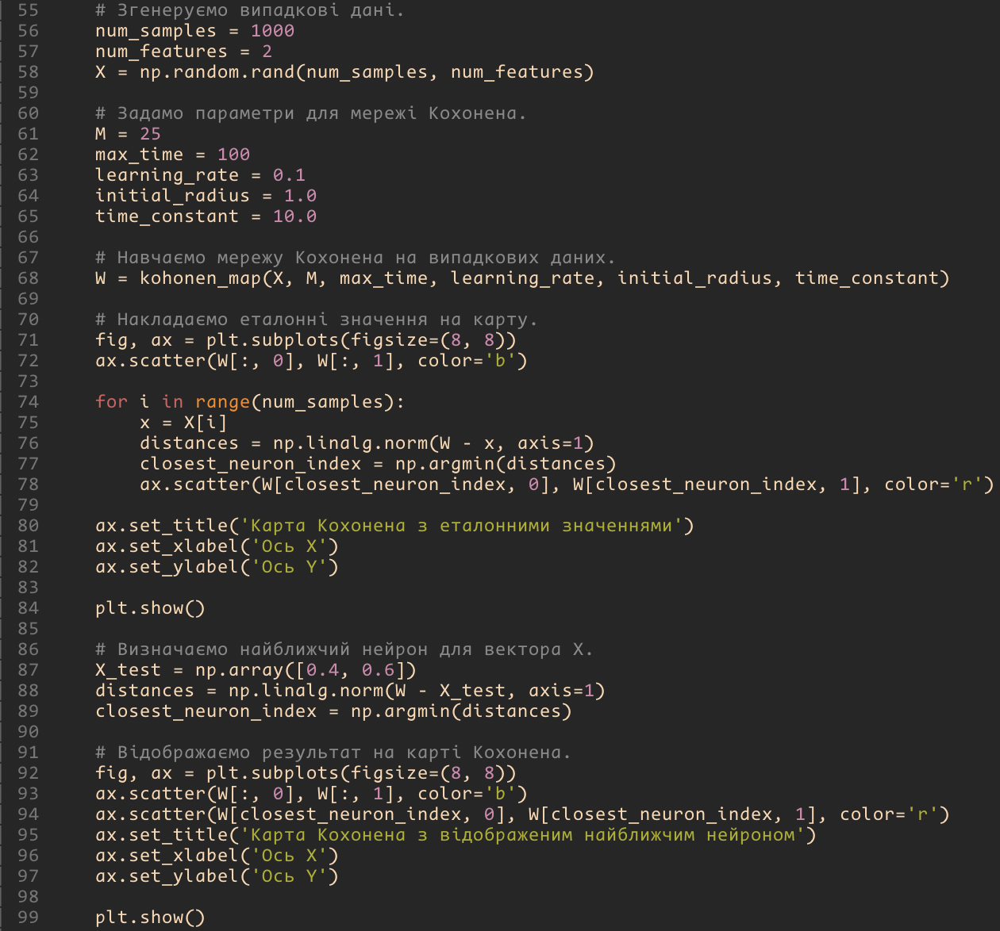 55 # Згенеруємо випадкові дані.
56 num_samples = 1000
57 num_features = 2
58 X = np.random.rand(num_samples, num_features)
59
60 # Задамо параметри для мережі Кохонена.
61 M = 25
62 max_time = 100
63 learning_rate = 0.1
64 initial_radius = 1.0
65 time_constant = 10.0
66
67 # Навчаємо мережу Кохонена на випадкових даних.
68 W = kohonen_map(X, M, max_time, learning_rate, initial_radius, time_constant)
69
70 # Накладаємо еталонні значення на карту.
71 fig, ax = plt.subplots(figsize=(8, 8))
72 ax.scatter(W[:, 0], W[:, 1], color='b')
73
74 for i in range(num_samples):
75     x = X[i]
76     distances = np.linalg.norm(W - x, axis=1)
77     closest_neuron_index = np.argmin(distances)
78     ax.scatter(W[closest_neuron_index, 0], W[closest_neuron_index, 1], color='r')
79
80 ax.set_title('Карта Кохонена з еталонними значеннями')
81 ax.set_xlabel('Ось X')
82 ax.set_ylabel('Ось Y')
83
84 plt.show()
85
86 # Визначаємо найближчий нейрон для вектора X.
87 X_test = np.array([0.4, 0.6])
88 distances = np.linalg.norm(W - X_test, axis=1)
89 closest_neuron_index = np.argmin(distances)
90
91 # Відображаємо результат на карті Кохонена.
92 fig, ax = plt.subplots(figsize=(8, 8))
93 ax.scatter(W[:, 0], W[:, 1], color='b')
94 ax.scatter(W[closest_neuron_index, 0], W[closest_neuron_index, 1], color='r')
95 ax.set_title('Карта Кохонена з відображеним найближчим нейроном')
96 ax.set_xlabel('Ось X')
97 ax.set_ylabel('Ось Y')
98
99 plt.show()